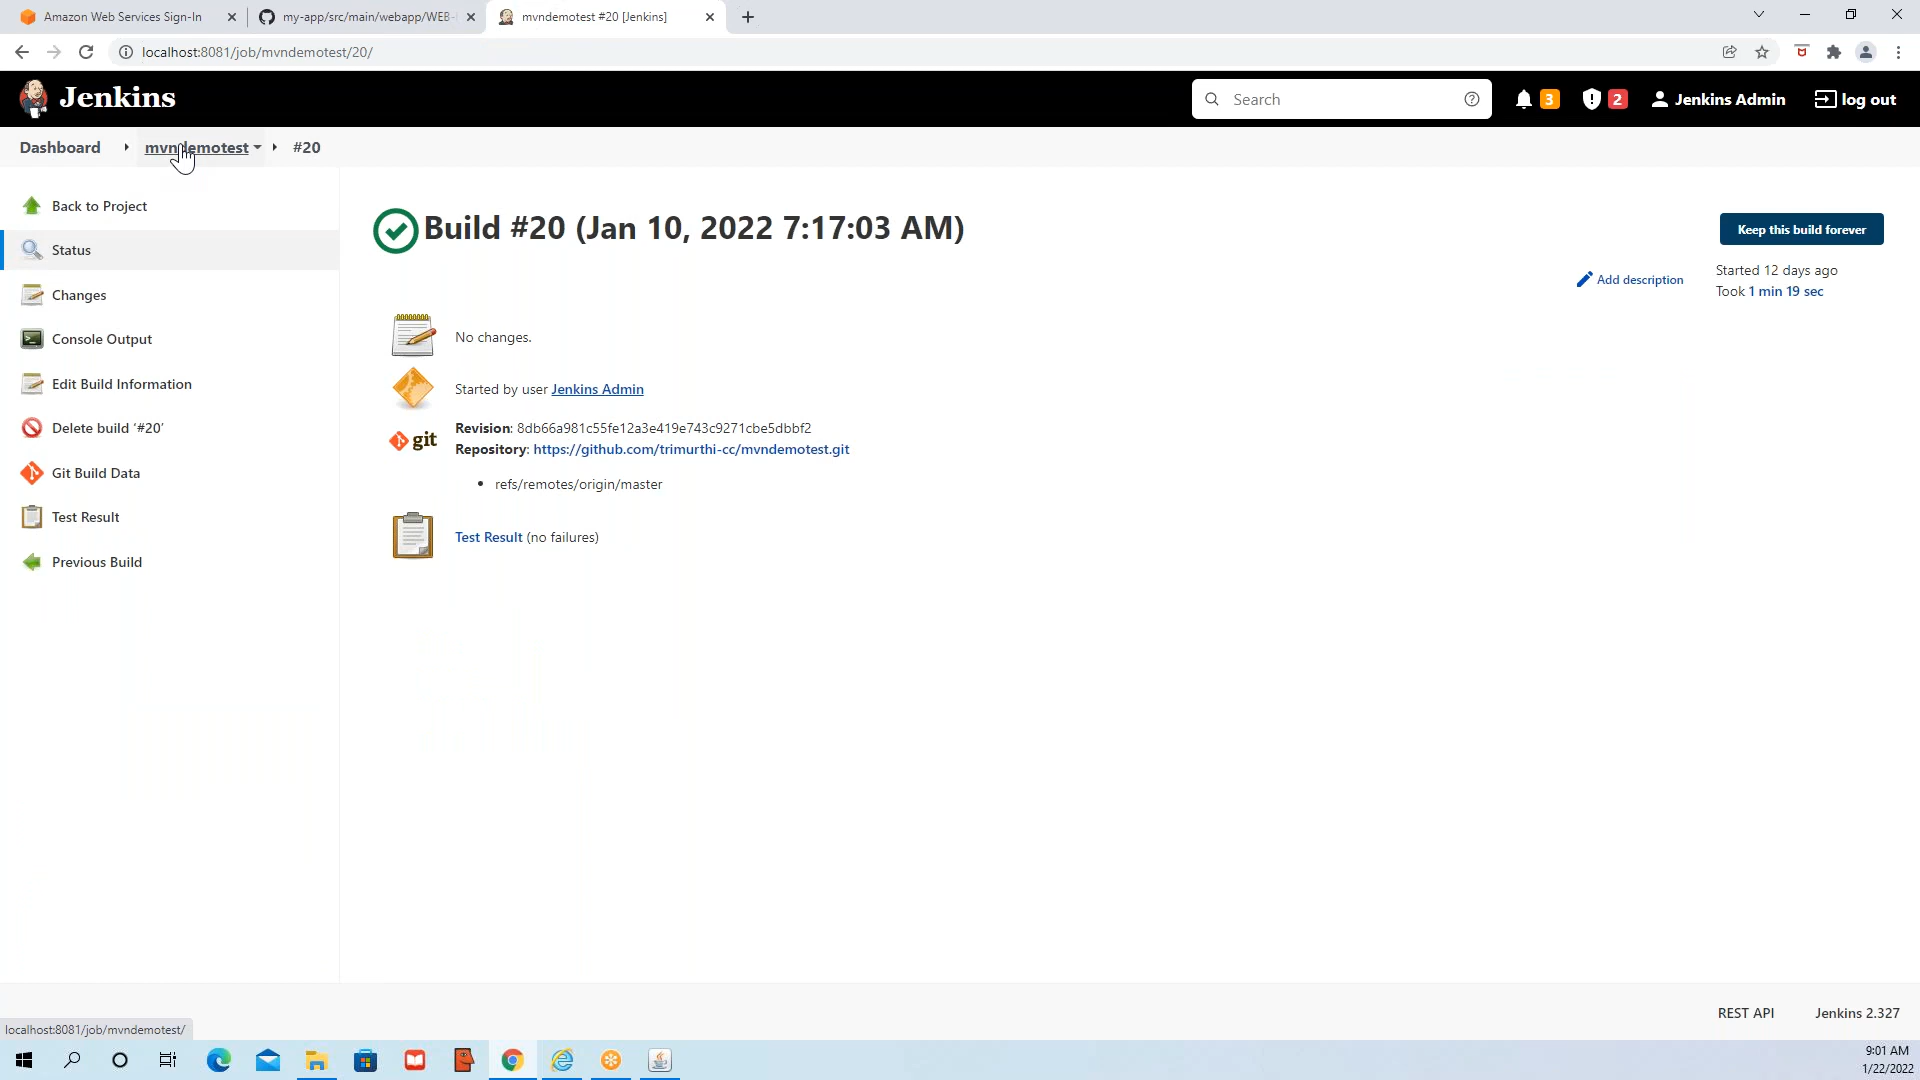 Amazon Web Services Sign-In
my-app/src/main/webapp/WEB-
mvndemotest #20 [Jenkins]
localhost:8081/job/mvndemotest/20/
Jenkins
Search
3
2
Jenkins Admin
log out
Dashboard
mvndemotest
#20
Back to Project
Status
Changes
Console Output
Edit Build Information
Delete build ‘#20’
Git Build Data
Test Result
Previous Build
Build #20 (Jan 10, 2022 7:17:03 AM)
Keep this build forever
Add description
Started 12 days ago
Took 1 min 19 sec
No changes.
Started by user Jenkins Admin
git
Revision: 8db66a981c55fe12a3e419e743c9271cbe5dbbf2
Repository: https://github.com/trimurthi-cc/mvndemotest.git
• refs/remotes/origin/master
Test Result (no failures)
REST API
Jenkins 2.327
localhost:8081/job/mvndemotest/
9:01 AM
1/22/2022